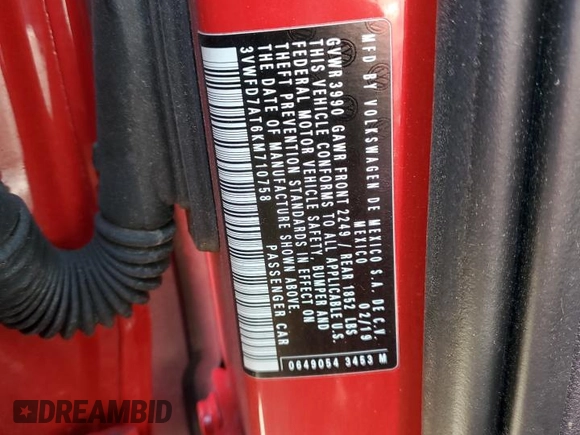 MFD BY VOLKSWAGEN DE MEXICO S.A. DE C.V.
MEXICO 02/19
GVWR 3990 GAWR FRONT 2249 / REAR 1852 LBS
THIS VEHICLE CONFORMS TO ALL APPLICABLE U.S.
FEDERAL MOTOR VEHICLE SAFETY, BUMPER AND
THEFT PREVENTION STANDARDS IN EFFECT ON
THE DATE OF MANUFACTURE SHOWN ABOVE.
3VWFD7AT6KM710758 PASSENGER CAR
0649054 3453 M
DREAMBID